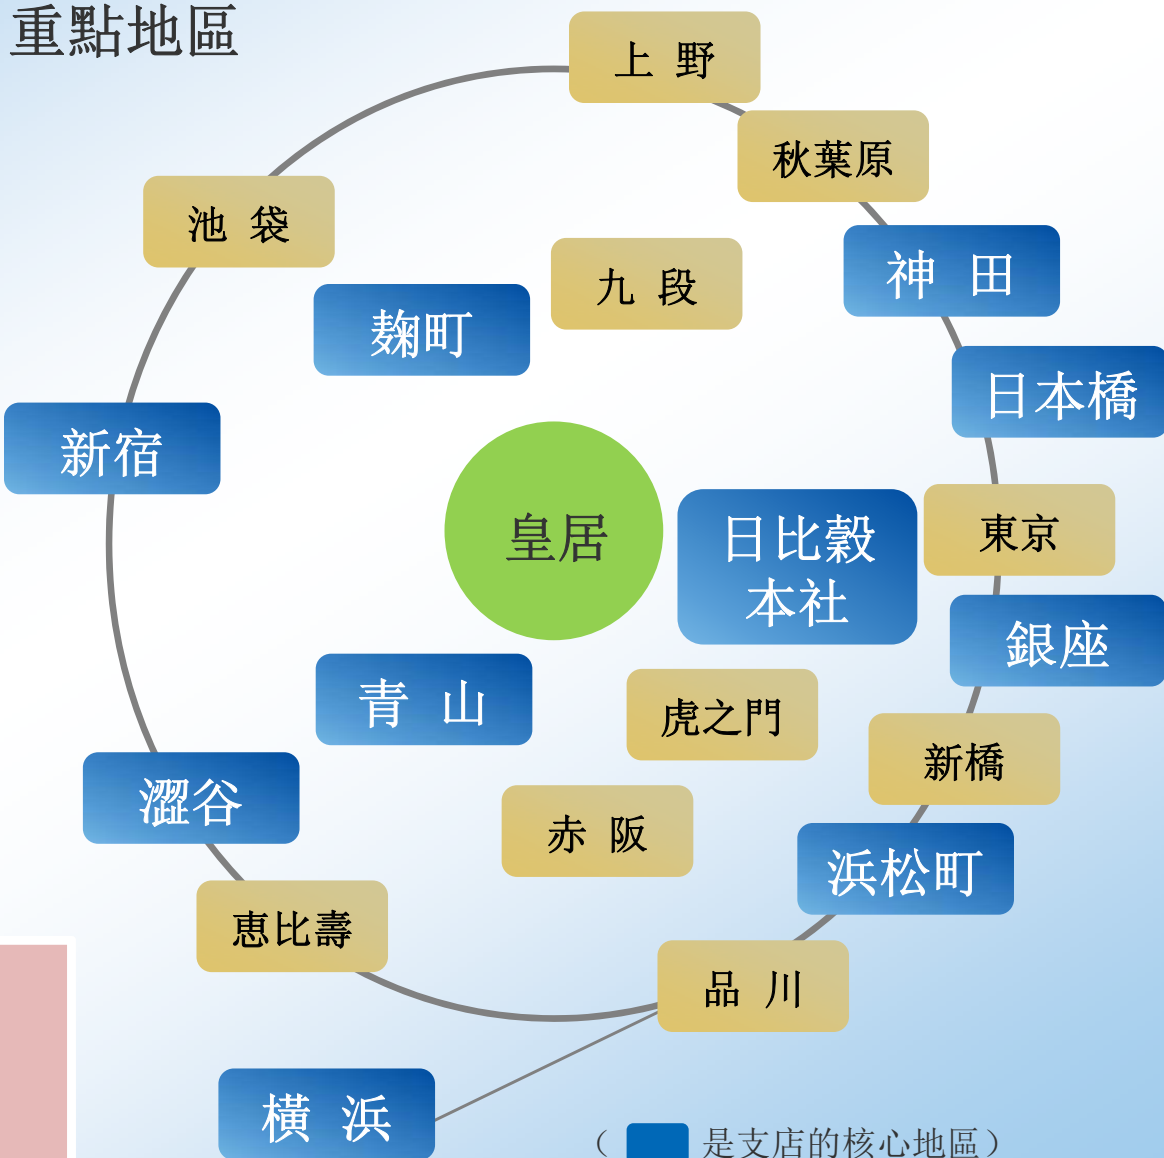 重點地區
上 野
秋葉原
池 袋
九 段
神 田
麹町
日本橋
新宿
皇居
日比穀
本社
東京
銀座
青 山
虎之門
新橋
澀谷
赤 阪
浜松町
恵比壽
品 川
橫 浜
（ 是支店的核心地區）